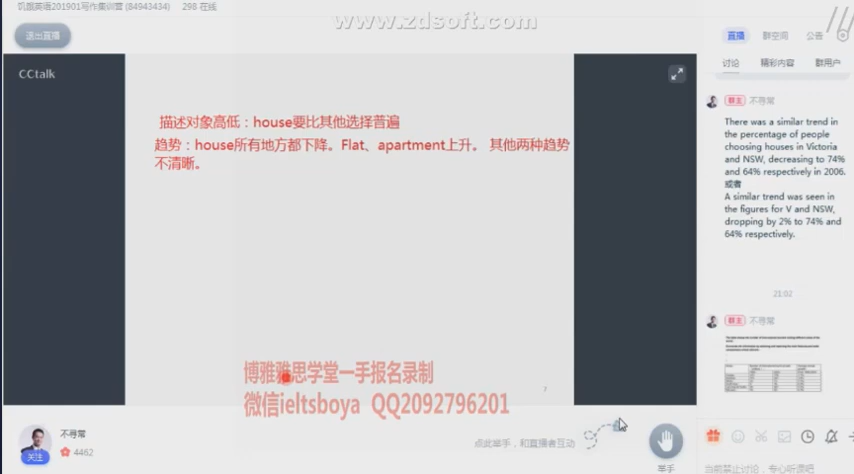 饥饿英语201901写作集训营 (84943434) 298 在线
www.zdsoft.com
退出直播
直播 群空间 公告
讨论 精彩内容 群用户
CCtalk
描述对象高低：house要比其他选择普遍
趋势：house所有地方都下降。Flat、apartment上升。 其他两种趋势
不清晰。
群主 不寻常
There was a similar trend in
the percentage of people
choosing houses in Victoria
and NSW, decreasing to 74%
and 64% respectively in 2006.
或者
A similar trend was seen in
the figures for V and NSW,
dropping by 2% to 74% and
64% respectively.
21:02
群主 不寻常
博雅雅思学堂一手报名录制
微信ieltsboya QQ2092796201
7
不寻常
4462
关注
点此举手，和直播者互动
举手
当前禁止讨论，专心听课吧